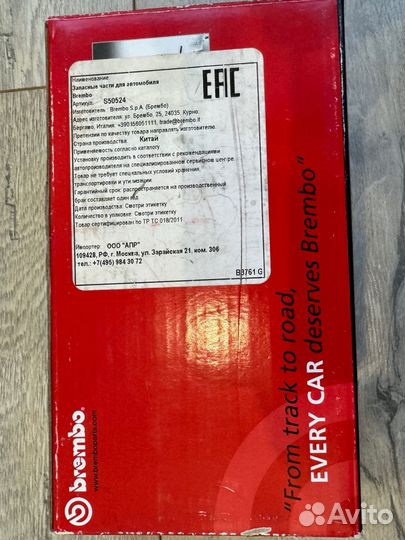 Наименование:
Запасные части для автомобиля
Brembo
Артикул: S50524
Изготовитель: Brembo S.p.A. (Брембо)
Адрес изготовителя: ул. Брембо, 25, 24035, Курно,
Бергамо, Италия, +390356051111, trade@brembo.it
Претензии по качеству товара направлять изготовителю.
Страна производства: Китай
Применяемость согласно каталогу
Установку производить в соответствии с рекомендациями
автопроизводителя на специализированном сервисном центре.
Товар не требует специальных условий хранения,
транспортировки и утилизации
Гарантийный срок: распространяется на производственный
брак составляет один год
Дата производства: Смотри этикетку
Количество в упаковке: Смотри этикетку
Товар сертифицирован по ТР ТС 018/2011
Импортер: ООО "АПР"
109428, РФ, г. Москва, ул. Зарайская 21. ком. 306
тел.: +7(495) 984 30 72
B3761 G
EAC
brembo.
www.bremboparts.com
"From track to road,
EVERY CAR deserves Brembo"
Avito